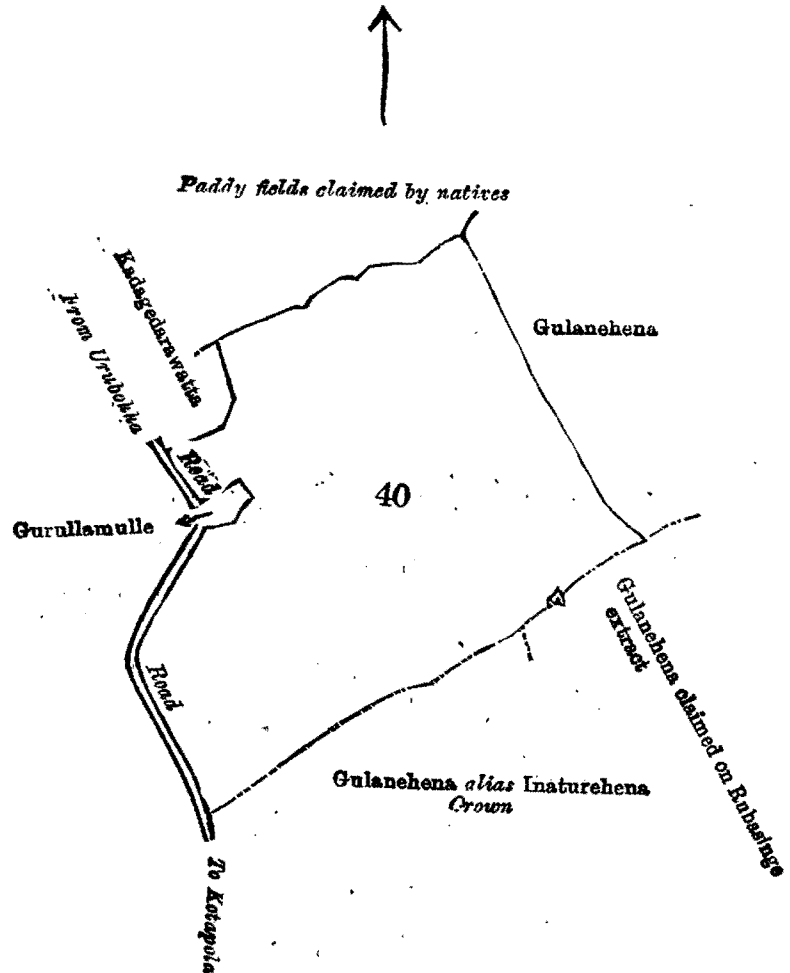 Paddy fields claimed by natives
Kadagedarawatta
From Urubokka
Gulanehena
Road
40
Gurullamulle
Gulanehena claimed on Rubasinge
extract
Road
Gulanehena alias Inaturehena
Crown
To Kotapola